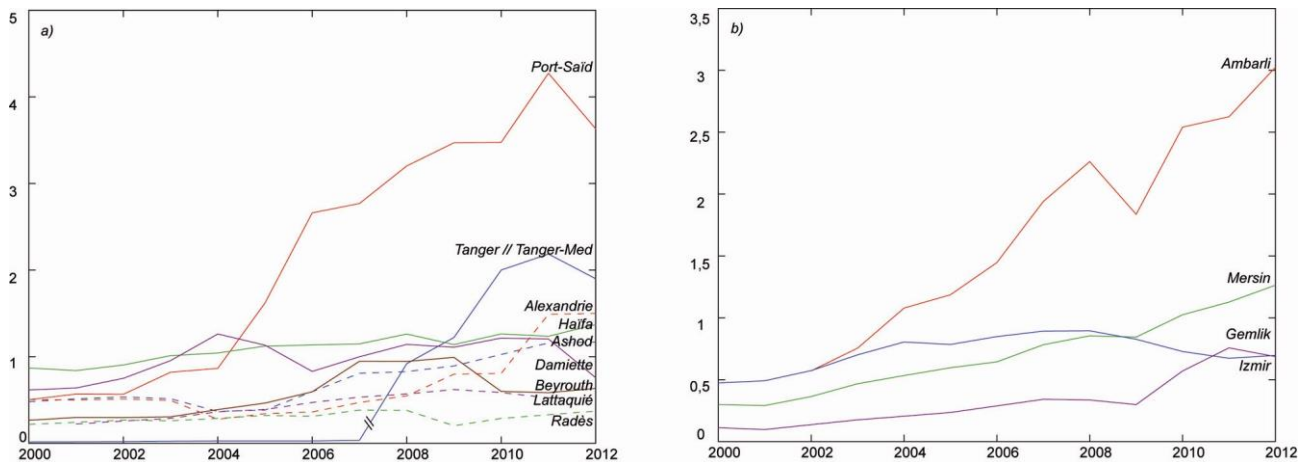 a)
5
4
3
2
1
0
Port-Saïd
Tanger // Tanger-Med
Alexandrie
Haïfa
Ashod
Damiette
Beyrouth
Lattaquié
Radès
2000 2002 2004 2006 2008 2010 2012
b)
3,5
3
2,5
2
1,5
1
0,5
0
Ambarli
Mersin
Gemlik
Izmir
2000 2002 2004 2006 2008 2010 2012